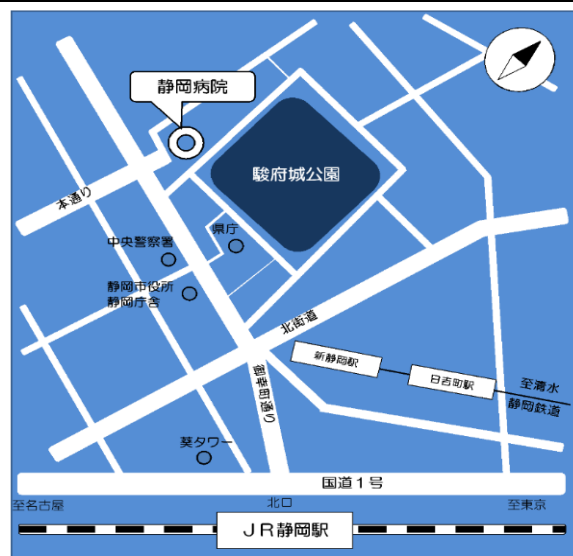 静岡病院
駿府城公園
本通り
県庁
中央警察署
静岡市役所
静岡庁舎
北街道
御幸町通り
新静岡駅
日吉町駅
至清水
静岡鉄道
葵タワー
国道1号
至名古屋
北口
至東京
JR静岡駅